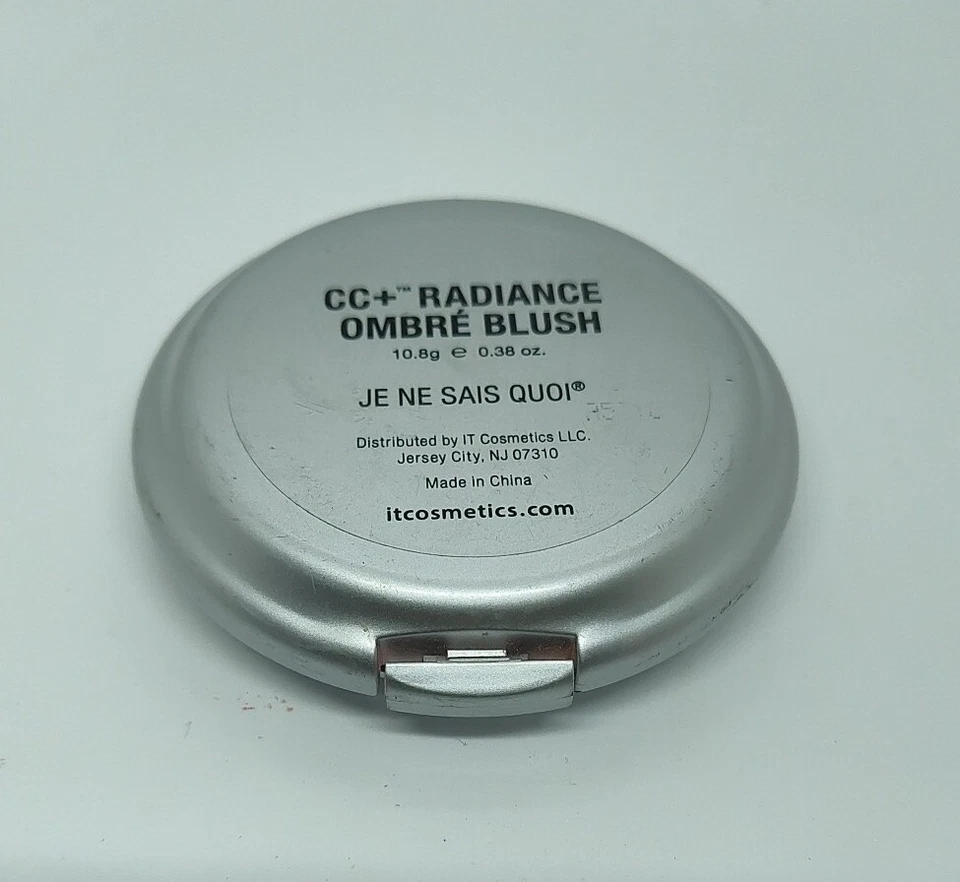 CC+™ RADIANCE
OMBRÉ BLUSH
10.8g ℮ 0.38 oz.
JE NE SAIS QUOI®
Distributed by IT Cosmetics LLC.
Jersey City, NJ 07310
Made in China
itcosmetics.com